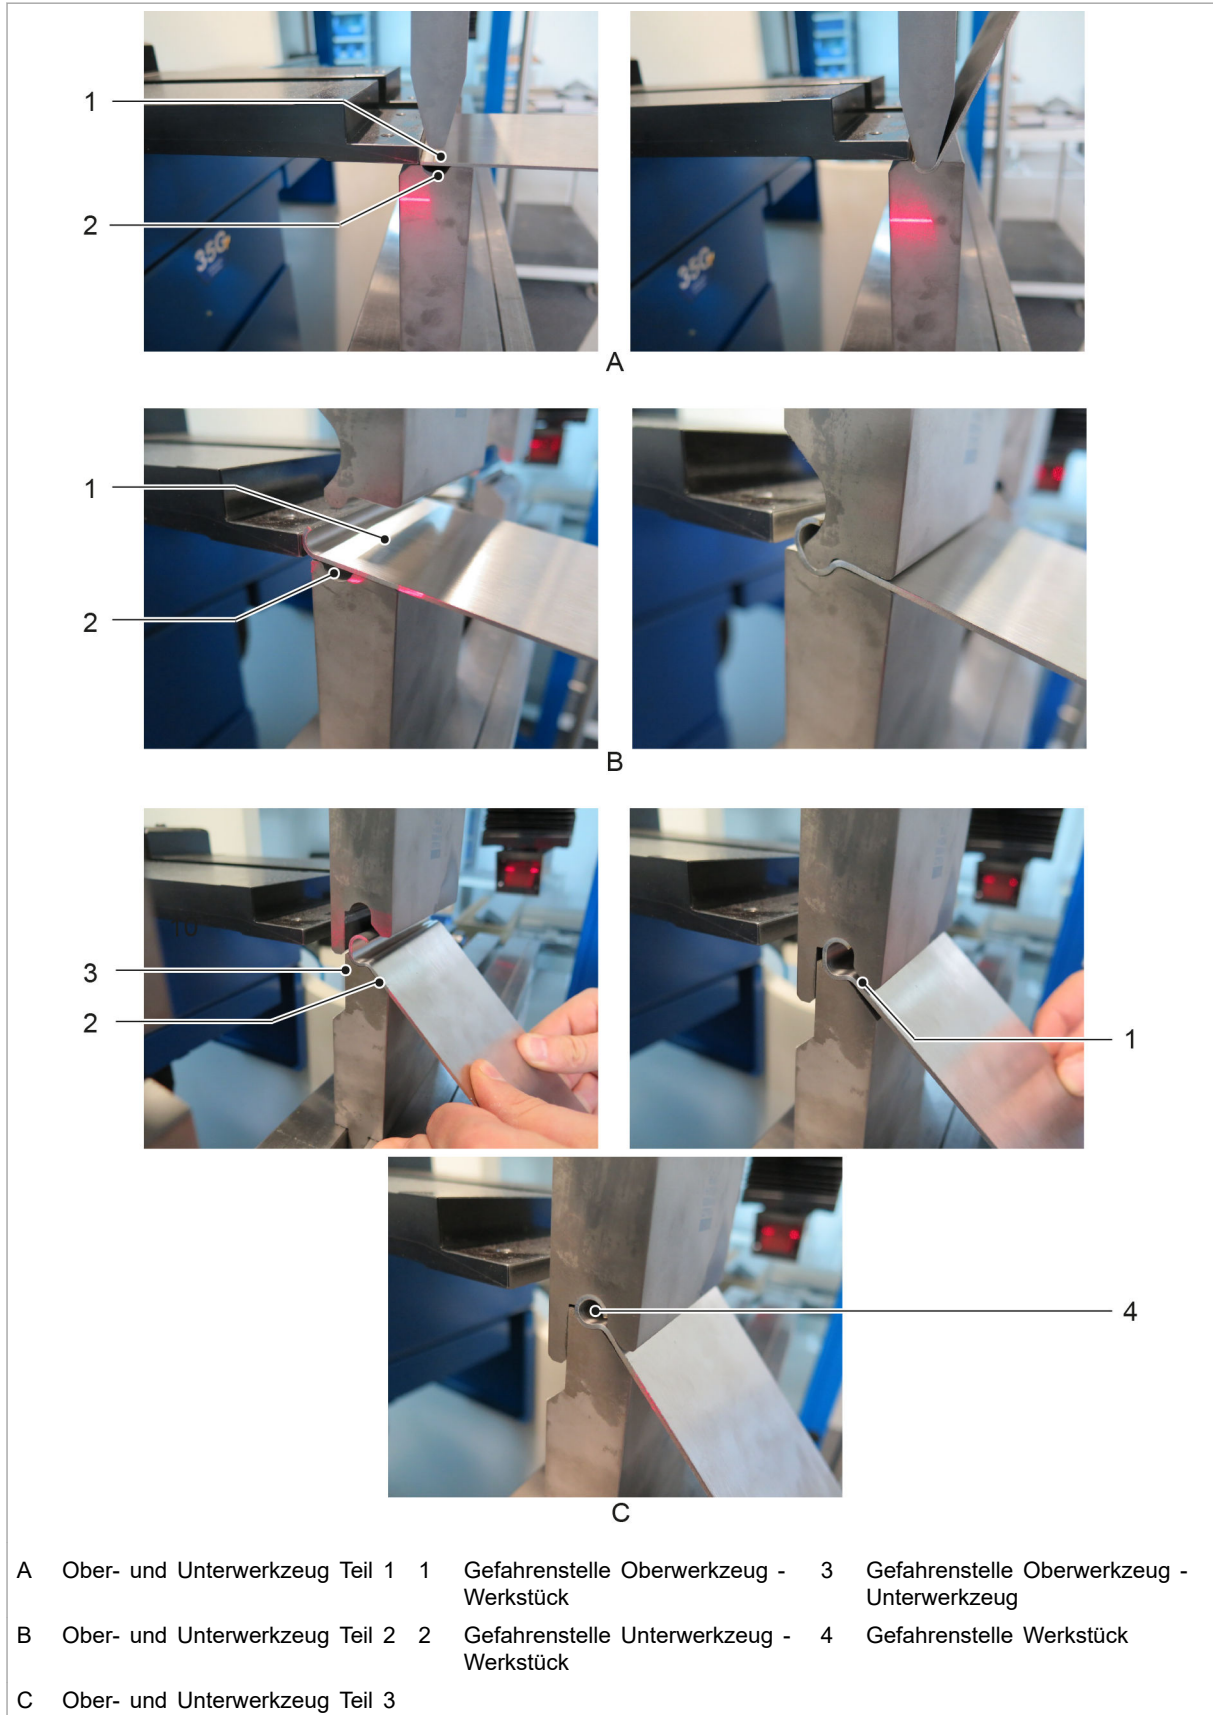 1
2
35G
35G
A
1
2
B
3
2
1
4
C
A Ober- und Unterwerkzeug Teil 1 1 Gefahrenstelle Oberwerkzeug - 3 Gefahrenstelle Oberwerkzeug -
Werkstück Unterwerkzeug
B Ober- und Unterwerkzeug Teil 2 2 Gefahrenstelle Unterwerkzeug - 4 Gefahrenstelle Werkstück
Werkstück
C Ober- und Unterwerkzeug Teil 3